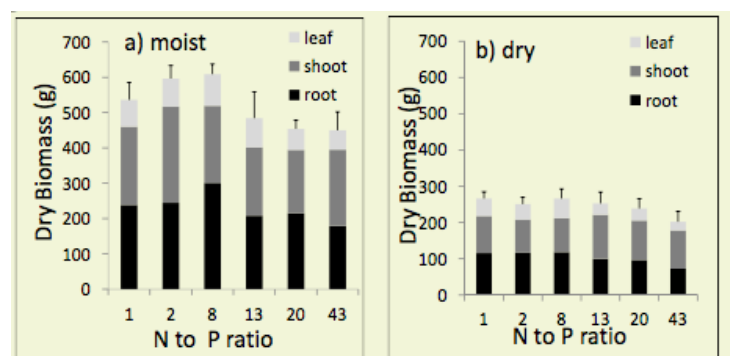 a) moist
leaf
shoot
root
Dry Biomass (g)
700
600
500
400
300
200
100
0
1 2 8 13 20 43
N to P ratio
b) dry
leaf
shoot
root
Dry Biomass (g)
700
600
500
400
300
200
100
0
1 2 8 13 20 43
N to P ratio